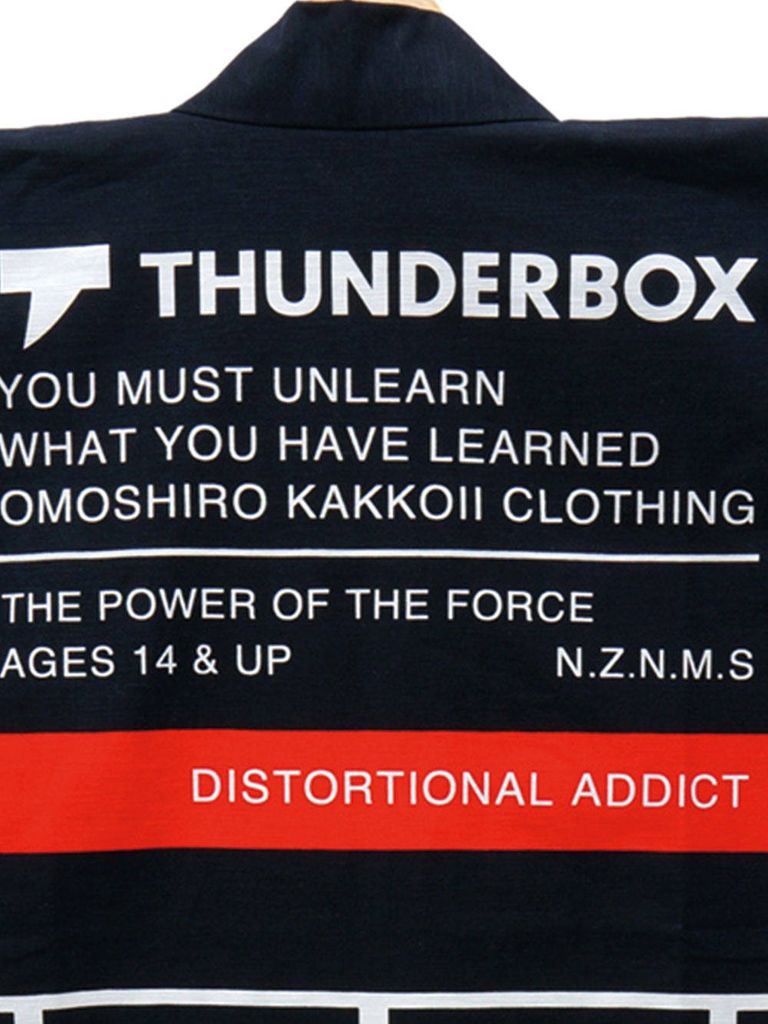 THUNDERBOX
YOU MUST UNLEARN
WHAT YOU HAVE LEARNED
OMOSHIRO KAKKOII CLOTHING
THE POWER OF THE FORCE
AGES 14 & UP N.Z.N.M.S
DISTORTIONAL ADDICT